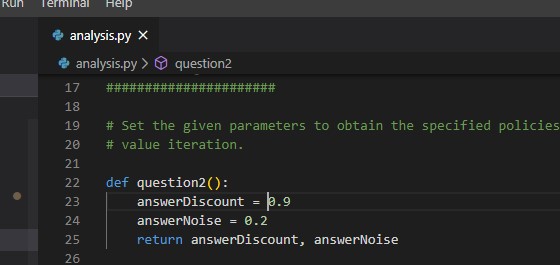 Run Terminal Help
analysis.py ×
analysis.py > question2
17 ######################
18
19 # Set the given parameters to obtain the specified policies
20 # value iteration.
21
22 def question2():
23 answerDiscount = 0.9
24 answerNoise = 0.2
25 return answerDiscount, answerNoise
26